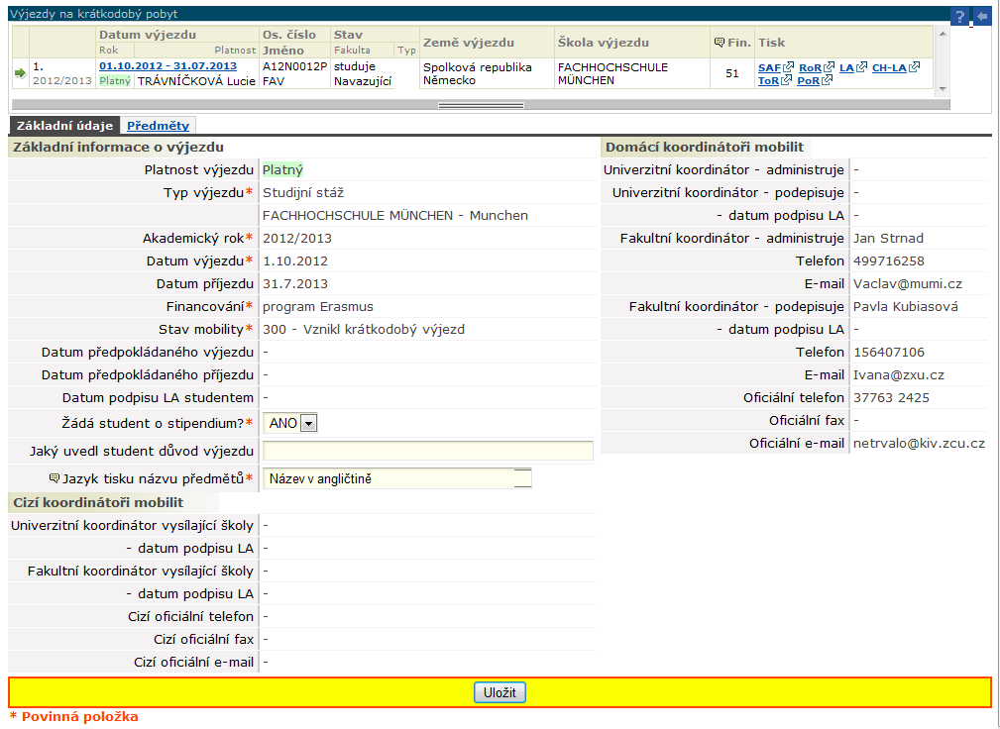 Výjezdy na krátkodobý pobyt
?
Datum výjezdu Os. číslo Stav Země výjezdu Škola výjezdu Fin. Tisk
Rok Platnost Jméno Fakulta Typ
1. 01.10.2012 - 31.07.2013 A12N0012P studuje Spolková republika FACHHOCHSCHULE 51 SAF RoR LA CH-LA
2012/2013 Platný TRÁVNÍČKOVÁ Lucie FAV Navazující Německo MÜNCHEN ToR PoR
Základní údaje Předměty
Základní informace o výjezdu
Platnost výjezdu Platný
Typ výjezdu* Studijní stáž
FACHHOCHSCHULE MÜNCHEN - Munchen
Akademický rok* 2012/2013
Datum výjezdu* 1.10.2012
Datum příjezdu 31.7.2013
Financování* program Erasmus
Stav mobility* 300 - Vznikl krátkodobý výjezd
Datum předpokládaného výjezdu -
Datum předpokládaného příjezdu -
Datum podpisu LA studentem -
Žádá student o stipendium?* ANO
Jaký uvedl student důvod výjezdu
Jazyk tisku názvu předmětů* Název v angličtině
Domácí koordinátoři mobilit
Univerzitní koordinátor - administruje -
Univerzitní koordinátor - podepisuje -
- datum podpisu LA -
Fakultní koordinátor - administruje Jan Strnad
Telefon 499716258
E-mail Vaclav@mumi.cz
Fakultní koordinátor - podepisuje Pavla Kubiasová
- datum podpisu LA -
Telefon 156407106
E-mail Ivana@zxu.cz
Oficiální telefon 37763 2425
Oficiální fax -
Oficiální e-mail netrvalo@kiv.zcu.cz
Cizí koordinátoři mobilit
Univerzitní koordinátor vysílající školy -
- datum podpisu LA -
Fakultní koordinátor vysílající školy -
- datum podpisu LA -
Cizí oficiální telefon -
Cizí oficiální fax -
Cizí oficiální e-mail -
Uložit
* Povinná položka